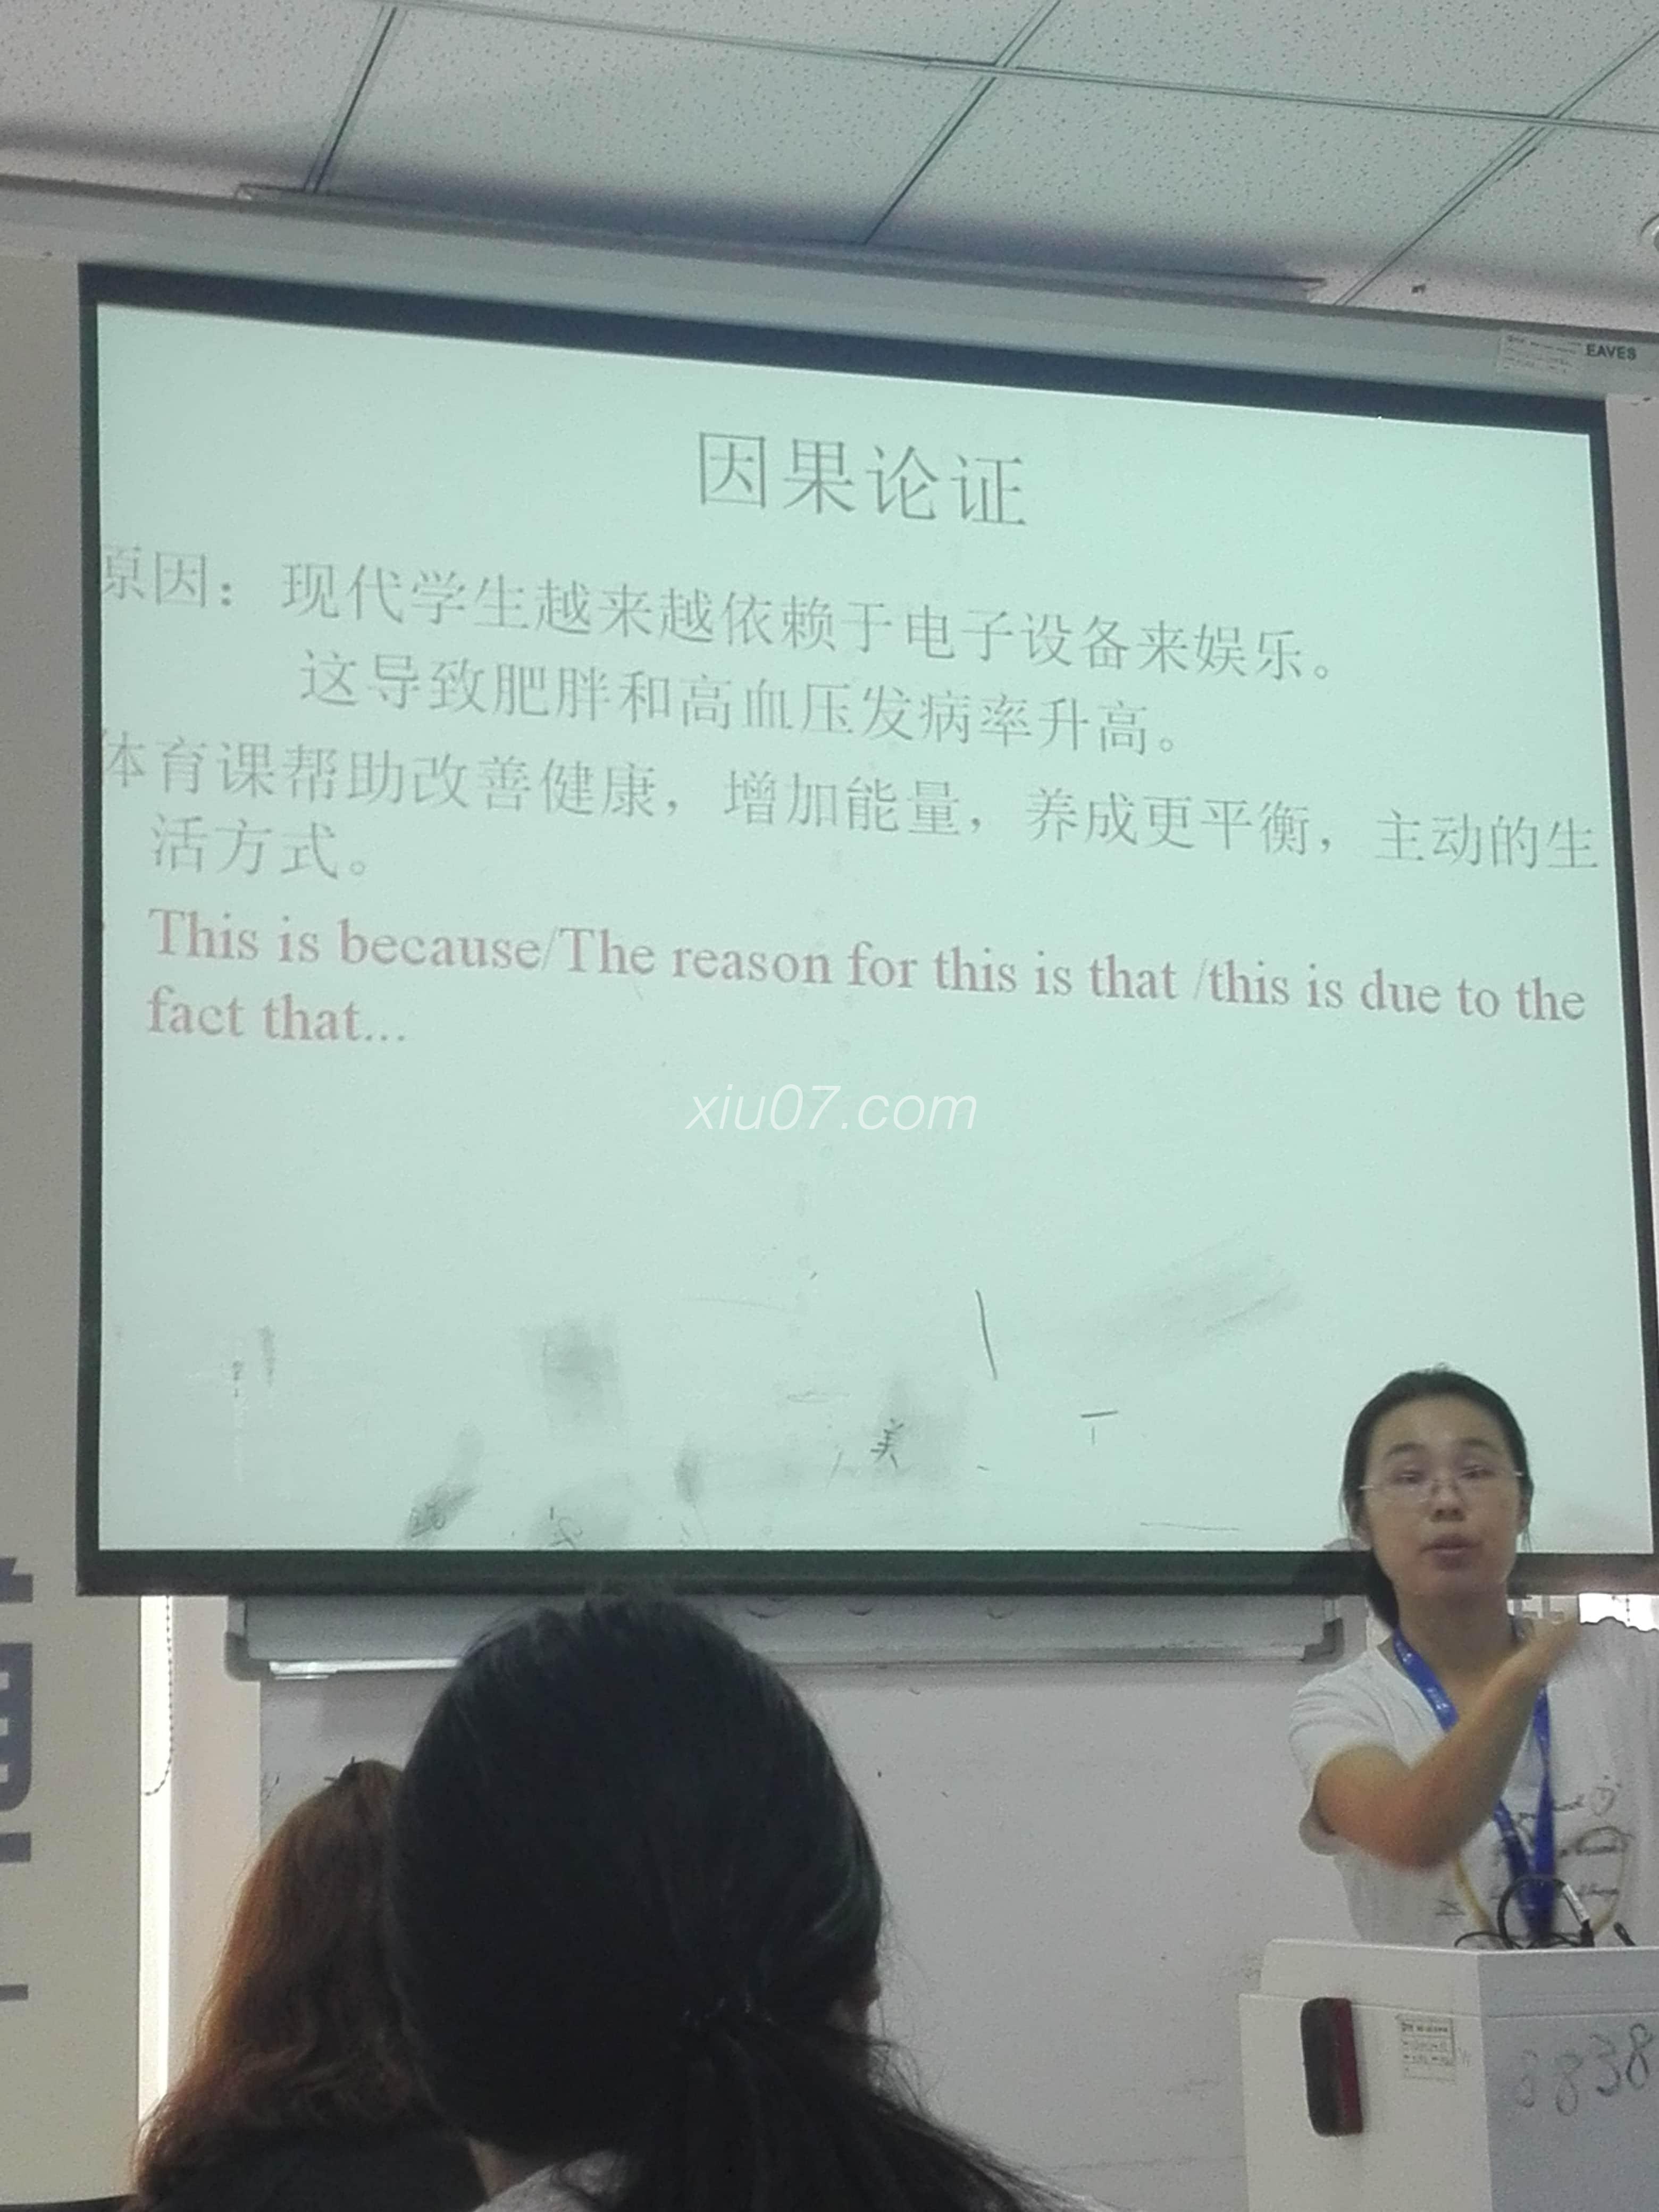 EAVES
因果论证
原因：现代学生越来越依赖于电子设备来娱乐。
这导致肥胖和高血压发病率升高。
体育课帮助改善健康，增加能量，养成更平衡，主动的生
活方式。
This is because/The reason for this is that /this is due to the
fact that...
xiu07.com
美
8838